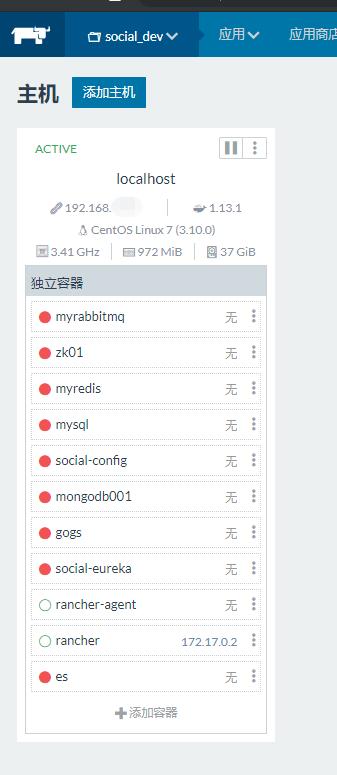 social_dev 应用 应用商店
主机 添加主机
ACTIVE
localhost
192.168. 1.13.1
CentOS Linux 7 (3.10.0)
3.41 GHz 972 MiB 37 GiB
独立容器
myrabbitmq 无
zk01 无
myredis 无
mysql 无
social-config 无
mongodb001 无
gogs 无
social-eureka 无
rancher-agent 无
rancher 172.17.0.2
es 无
添加容器